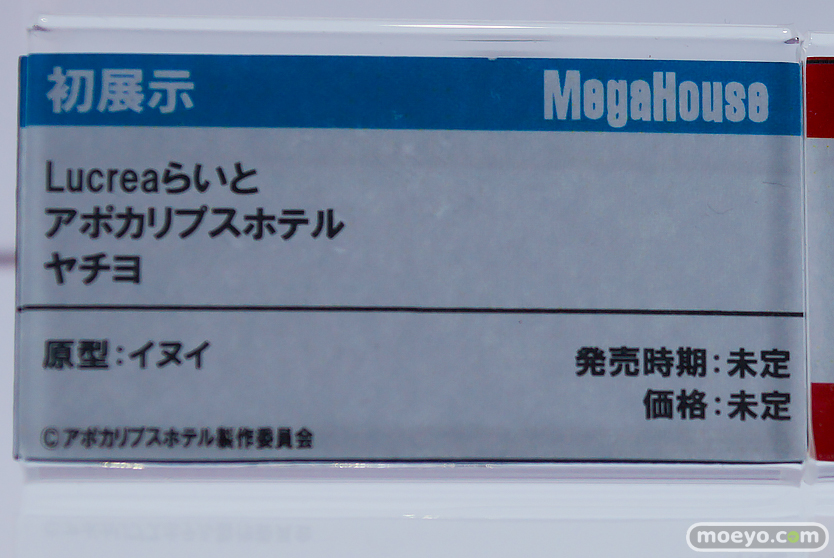 初展示 MegaHouse
Lucreaらいと
アポカリプスホテル
ヤチヨ
原型：イヌイ
発売時期：未定
価格：未定
©アポカリプスホテル製作委員会
moeyo.com